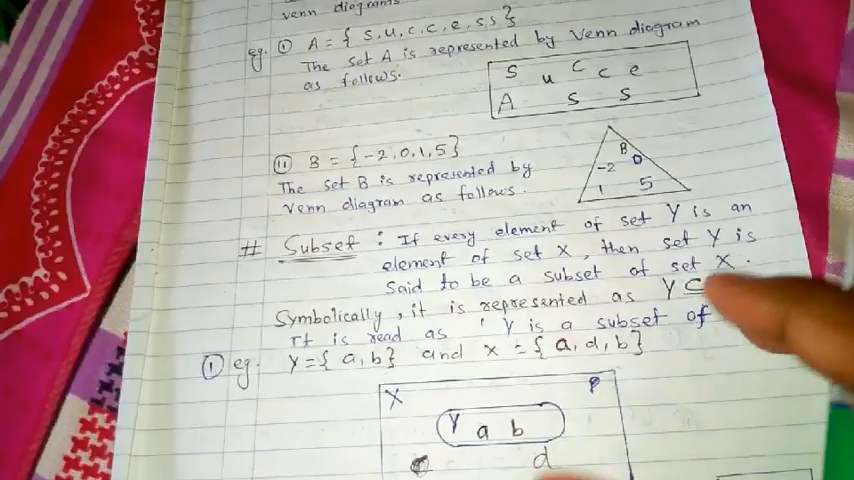 venn diagrams
eg. (i) A = { s, u, c, c, e, s, s }
The set A is represented by Venn diagram
as follows.
s u c c e
A s s
(ii) B = {-2, 0, 1, 5}
The set B is represented by
venn diagram as follows.
B
-2 0
1 5
# Subset : If every element of set Y is an
element of set X, then set Y is
said to be a subset of set X.
Symbolically, it is represented as Y ⊆
It is read as 'Y is a subset of
(1) eg. Y = { a, b} and X = { a, d, b}
X
Y a b
d